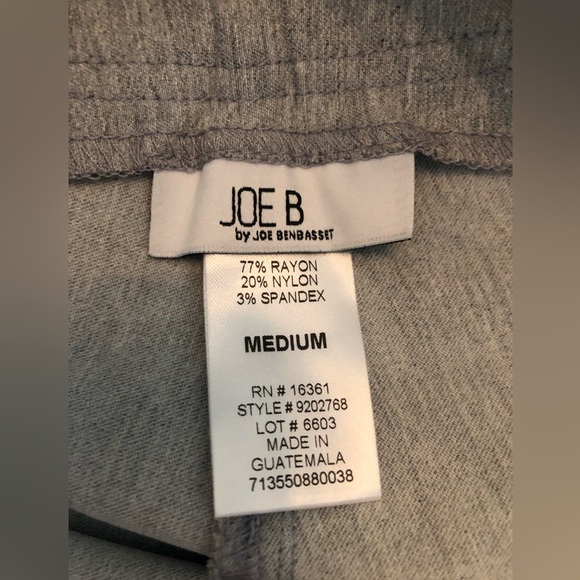 JOE B
by JOE BENBASSET
77% RAYON
20% NYLON
3% SPANDEX
MEDIUM
RN # 16361
STYLE # 9202768
LOT # 6603
MADE IN
GUATEMALA
713550880038